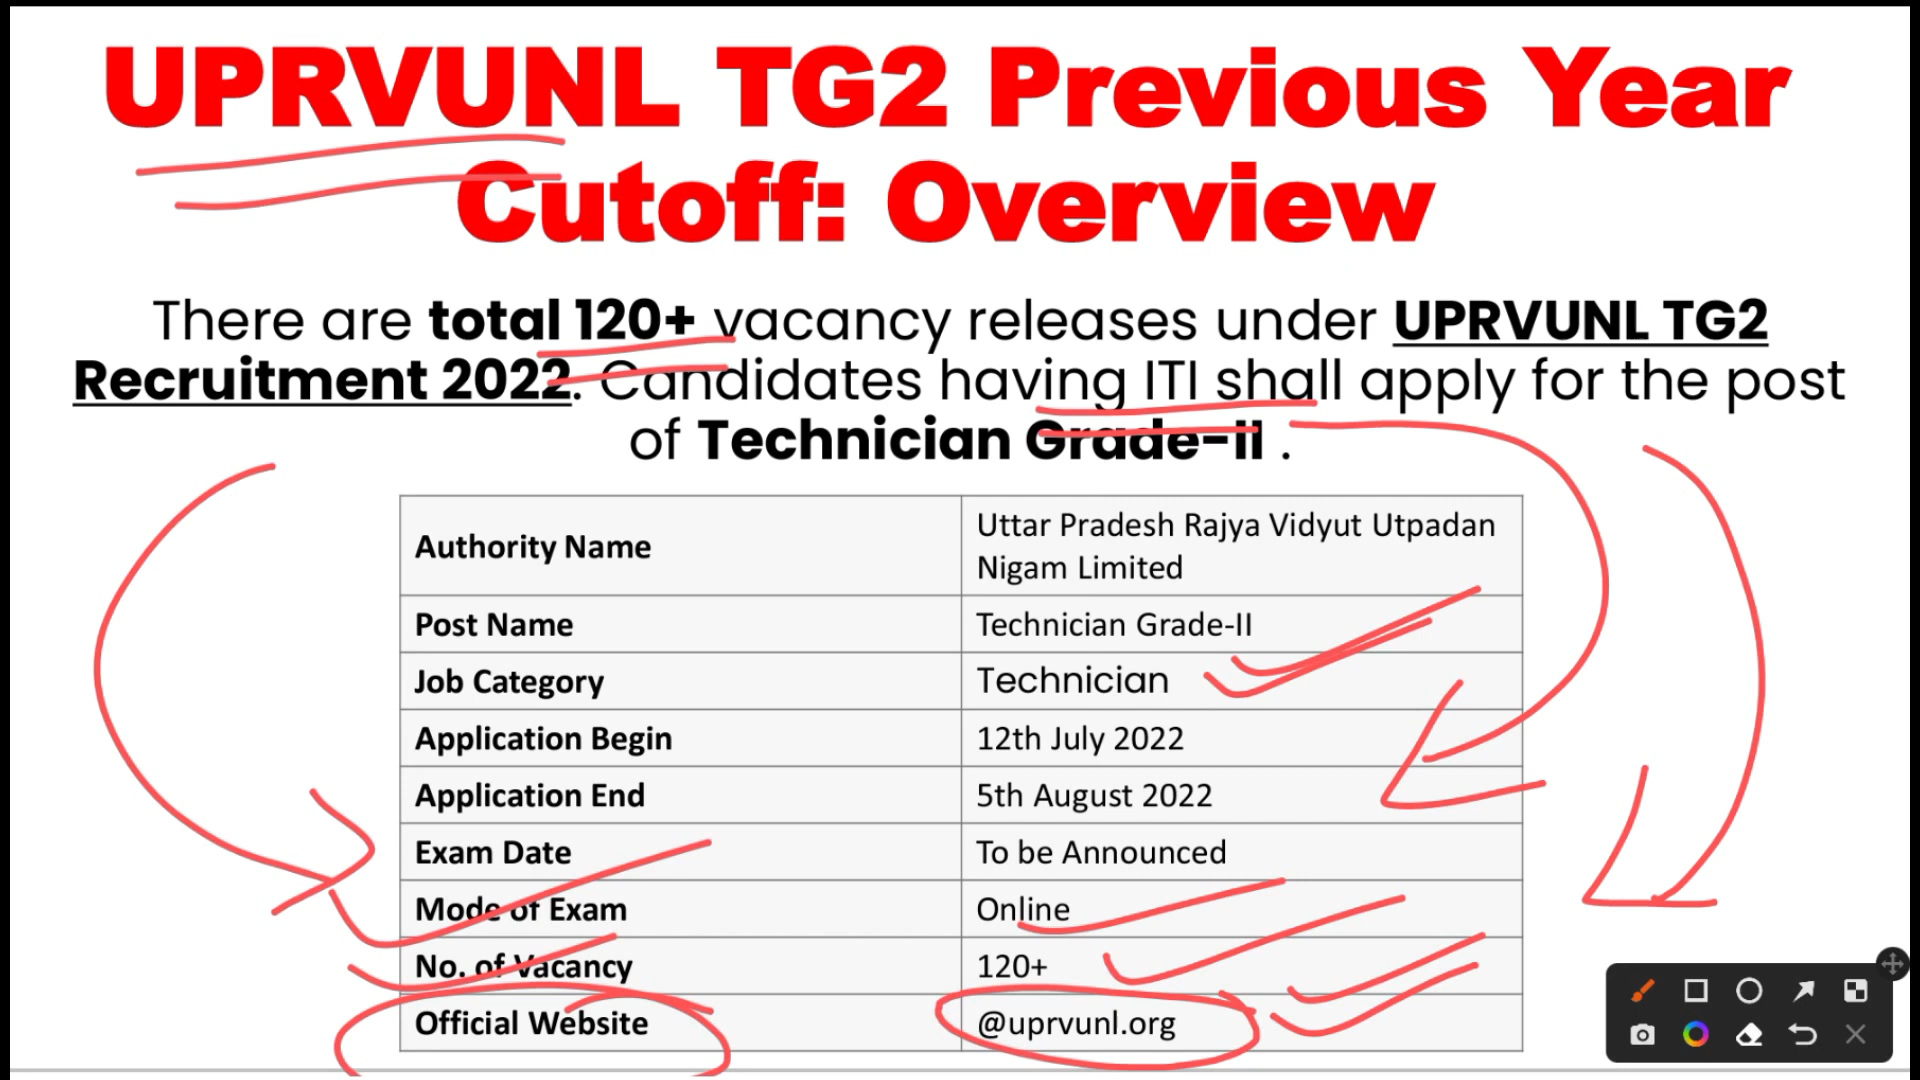 UPRVUNL TG2 Previous Year
Cutoff: Overview
There are total 120+ vacancy releases under UPRVUNL TG2
Recruitment 2022. Candidates having ITI shall apply for the post
of Technician Grade-II .
Authority Name
Uttar Pradesh Rajya Vidyut Utpadan
Nigam Limited
Post Name
Technician Grade-II
Job Category
Technician
Application Begin
12th July 2022
Application End
5th August 2022
Exam Date
To be Announced
Mode of Exam
Online
No. of Vacancy
120+
Official Website
@uprvunl.org